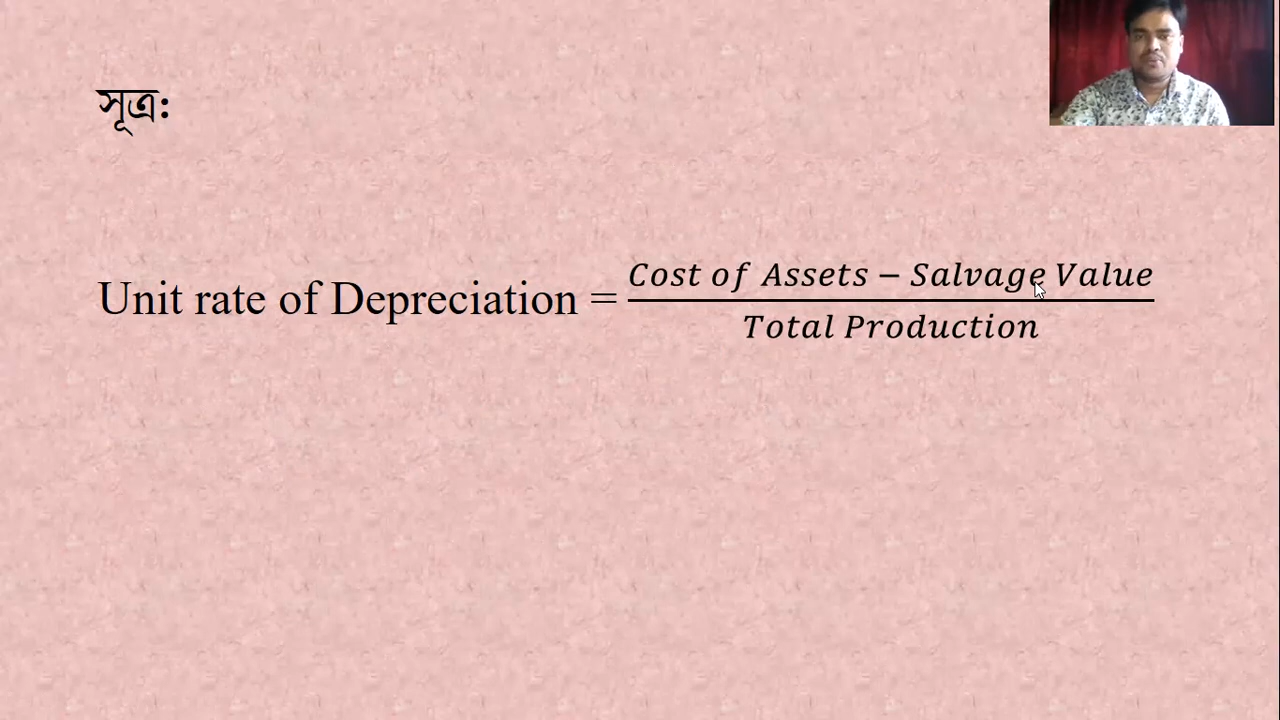 সূত্র:
Unit rate of Depreciation = Cost of Assets − Salvage Value
Total Production